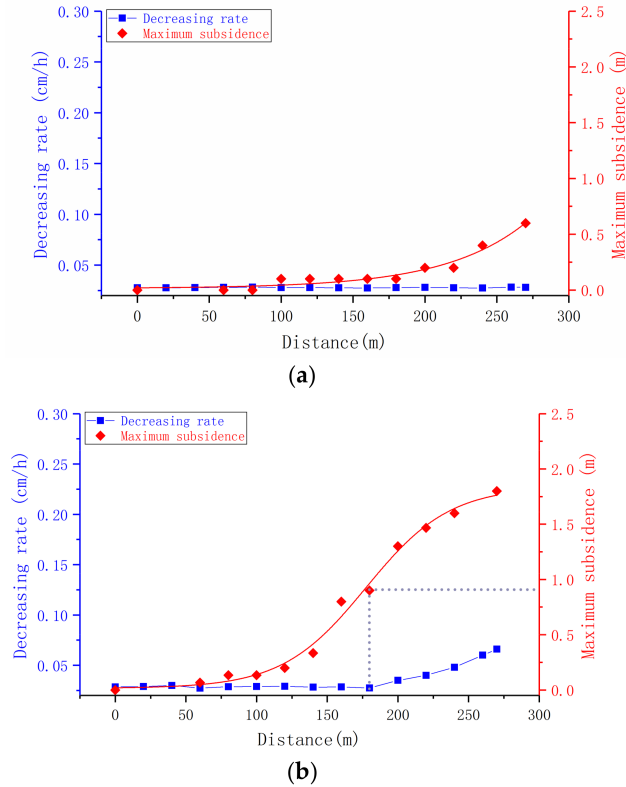 0.30
0.25
0.20
0.15
0.10
0.05
Decreasing rate (cm/h)
Decreasing rate
Maximum subsidence
2.5
2.0
1.5
1.0
0.5
0.0
Maximum subsidence (m)
0 50 100 150 200 250 300
Distance(m)
(a)
0.30
0.25
0.20
0.15
0.10
0.05
Decreasing rate (cm/h)
Decreasing rate
Maximum subsidence
2.5
2.0
1.5
1.0
0.5
0.0
Maximum subsidence (m)
0 50 100 150 200 250 300
Distance(m)
(b)